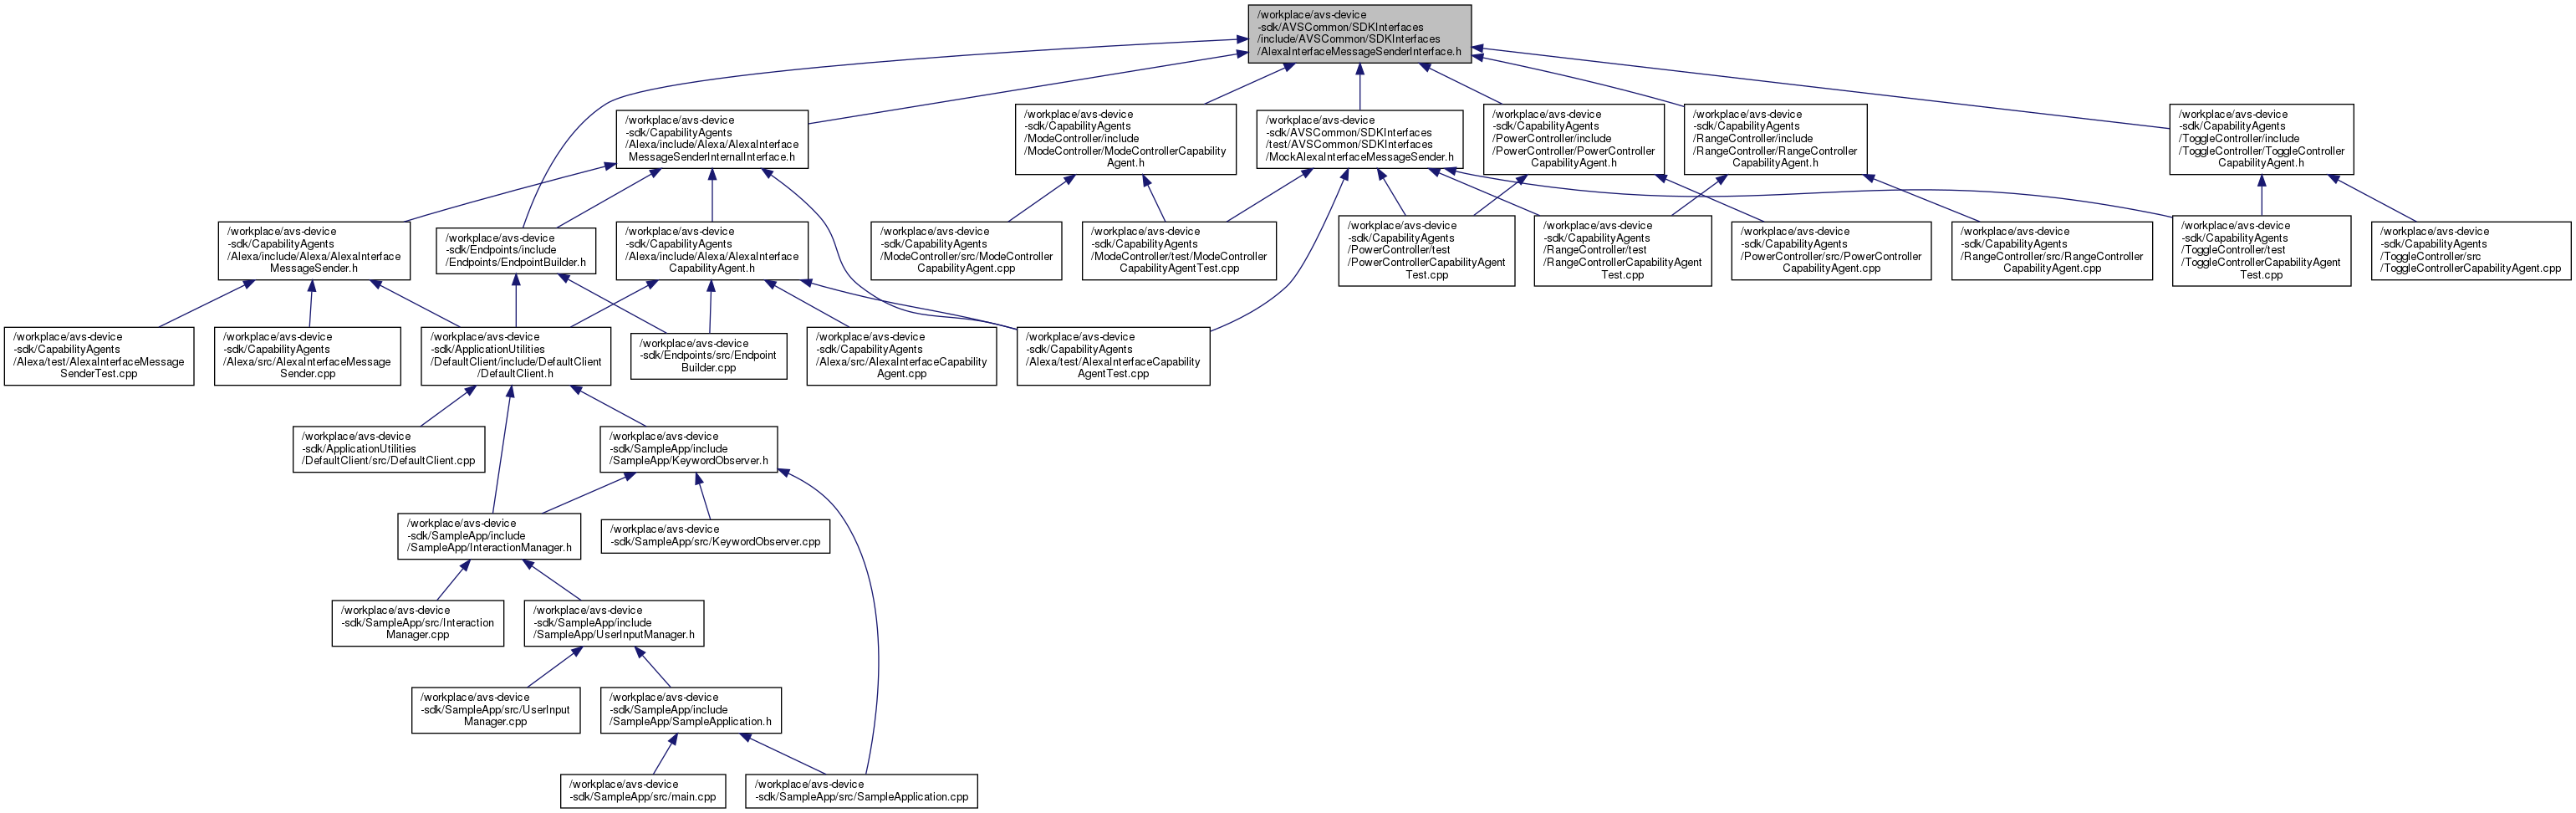 /workplace/avs-device
-sdk/AVSCommon/SDKInterfaces
/include/AVSCommon/SDKInterfaces
/AlexaInterfaceMessageSenderInterface.h
/workplace/avs-device
-sdk/CapabilityAgents
/Alexa/include/Alexa/AlexaInterface
MessageSenderInternalInterface.h
/workplace/avs-device
-sdk/CapabilityAgents
/ModeController/include
/ModeController/ModeControllerCapability
Agent.h
/workplace/avs-device
-sdk/AVSCommon/SDKInterfaces
/test/AVSCommon/SDKInterfaces
/MockAlexaInterfaceMessageSender.h
/workplace/avs-device
-sdk/CapabilityAgents
/PowerController/include
/PowerController/PowerController
CapabilityAgent.h
/workplace/avs-device
-sdk/CapabilityAgents
/RangeController/include
/RangeController/RangeController
CapabilityAgent.h
/workplace/avs-device
-sdk/CapabilityAgents
/ToggleController/include
/ToggleController/ToggleController
CapabilityAgent.h
/workplace/avs-device
-sdk/CapabilityAgents
/Alexa/include/Alexa/AlexaInterface
MessageSender.h
/workplace/avs-device
-sdk/Endpoints/include
/Endpoints/EndpointBuilder.h
/workplace/avs-device
-sdk/CapabilityAgents
/Alexa/include/Alexa/AlexaInterface
CapabilityAgent.h
/workplace/avs-device
-sdk/CapabilityAgents
/ModeController/src/ModeController
CapabilityAgent.cpp
/workplace/avs-device
-sdk/CapabilityAgents
/ModeController/test/ModeController
CapabilityAgentTest.cpp
/workplace/avs-device
-sdk/CapabilityAgents
/PowerController/test
/PowerControllerCapabilityAgent
Test.cpp
/workplace/avs-device
-sdk/CapabilityAgents
/RangeController/test
/RangeControllerCapabilityAgent
Test.cpp
/workplace/avs-device
-sdk/CapabilityAgents
/PowerController/src/PowerController
CapabilityAgent.cpp
/workplace/avs-device
-sdk/CapabilityAgents
/RangeController/src/RangeController
CapabilityAgent.cpp
/workplace/avs-device
-sdk/CapabilityAgents
/ToggleController/test
/ToggleControllerCapabilityAgent
Test.cpp
/workplace/avs-device
-sdk/CapabilityAgents
/ToggleController/src
/ToggleControllerCapabilityAgent.cpp
/workplace/avs-device
-sdk/CapabilityAgents
/Alexa/test/AlexaInterfaceMessage
SenderTest.cpp
/workplace/avs-device
-sdk/CapabilityAgents
/Alexa/src/AlexaInterfaceMessage
Sender.cpp
/workplace/avs-device
-sdk/ApplicationUtilities
/DefaultClient/include/DefaultClient
/DefaultClient.h
/workplace/avs-device
-sdk/Endpoints/src/Endpoint
Builder.cpp
/workplace/avs-device
-sdk/CapabilityAgents
/Alexa/src/AlexaInterfaceCapability
Agent.cpp
/workplace/avs-device
-sdk/CapabilityAgents
/Alexa/test/AlexaInterfaceCapability
AgentTest.cpp
/workplace/avs-device
-sdk/ApplicationUtilities
/DefaultClient/src/DefaultClient.cpp
/workplace/avs-device
-sdk/SampleApp/include
/SampleApp/KeywordObserver.h
/workplace/avs-device
-sdk/SampleApp/include
/SampleApp/InteractionManager.h
/workplace/avs-device
-sdk/SampleApp/src/KeywordObserver.cpp
/workplace/avs-device
-sdk/SampleApp/src/Interaction
Manager.cpp
/workplace/avs-device
-sdk/SampleApp/include
/SampleApp/UserInputManager.h
/workplace/avs-device
-sdk/SampleApp/src/UserInput
Manager.cpp
/workplace/avs-device
-sdk/SampleApp/include
/SampleApp/SampleApplication.h
/workplace/avs-device
-sdk/SampleApp/src/main.cpp
/workplace/avs-device
-sdk/SampleApp/src/SampleApplication.cpp